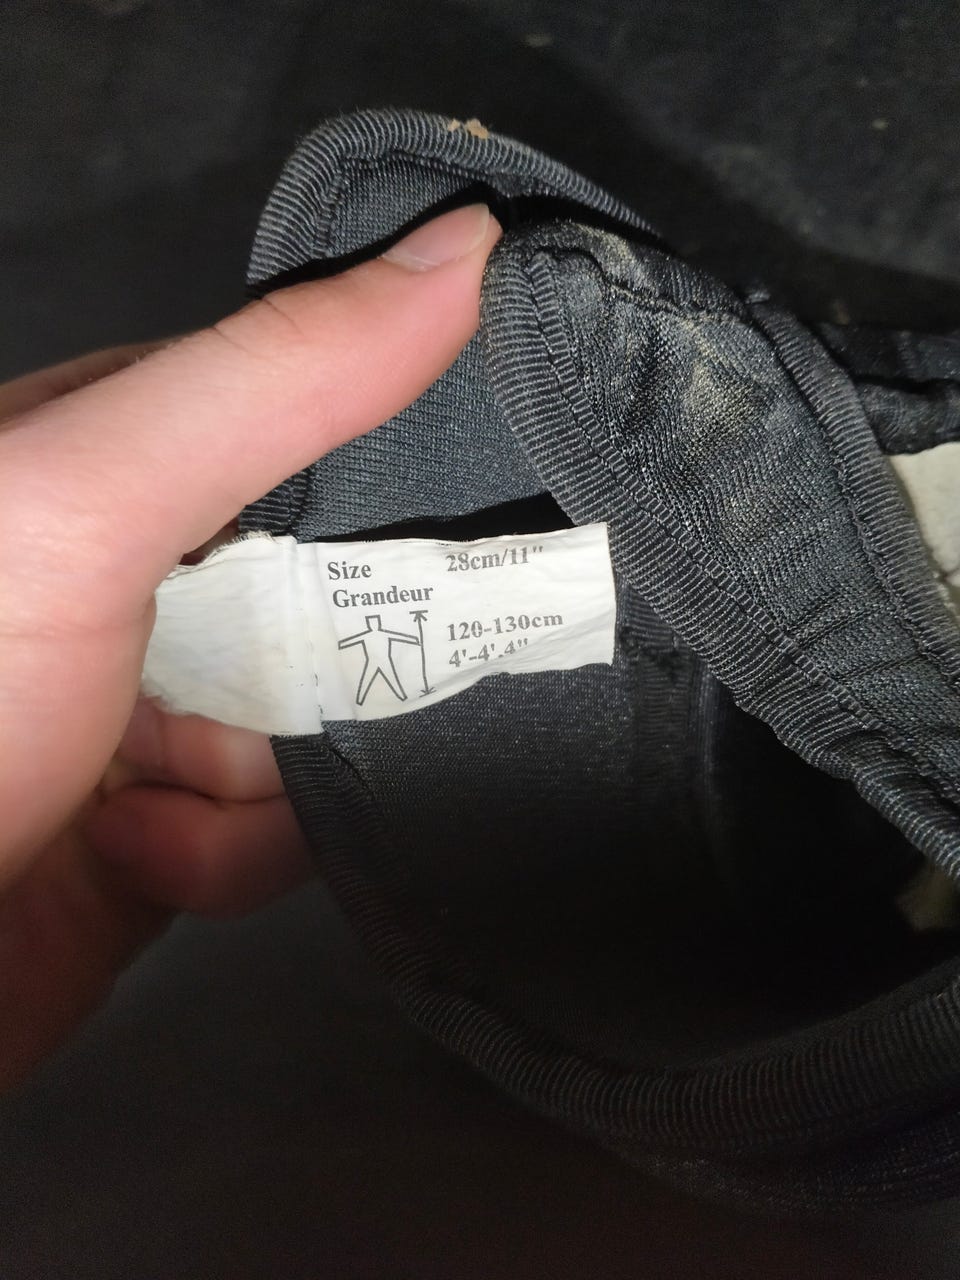 Size 28cm/11"
Grandeur
120-130cm
4'-4'.4"